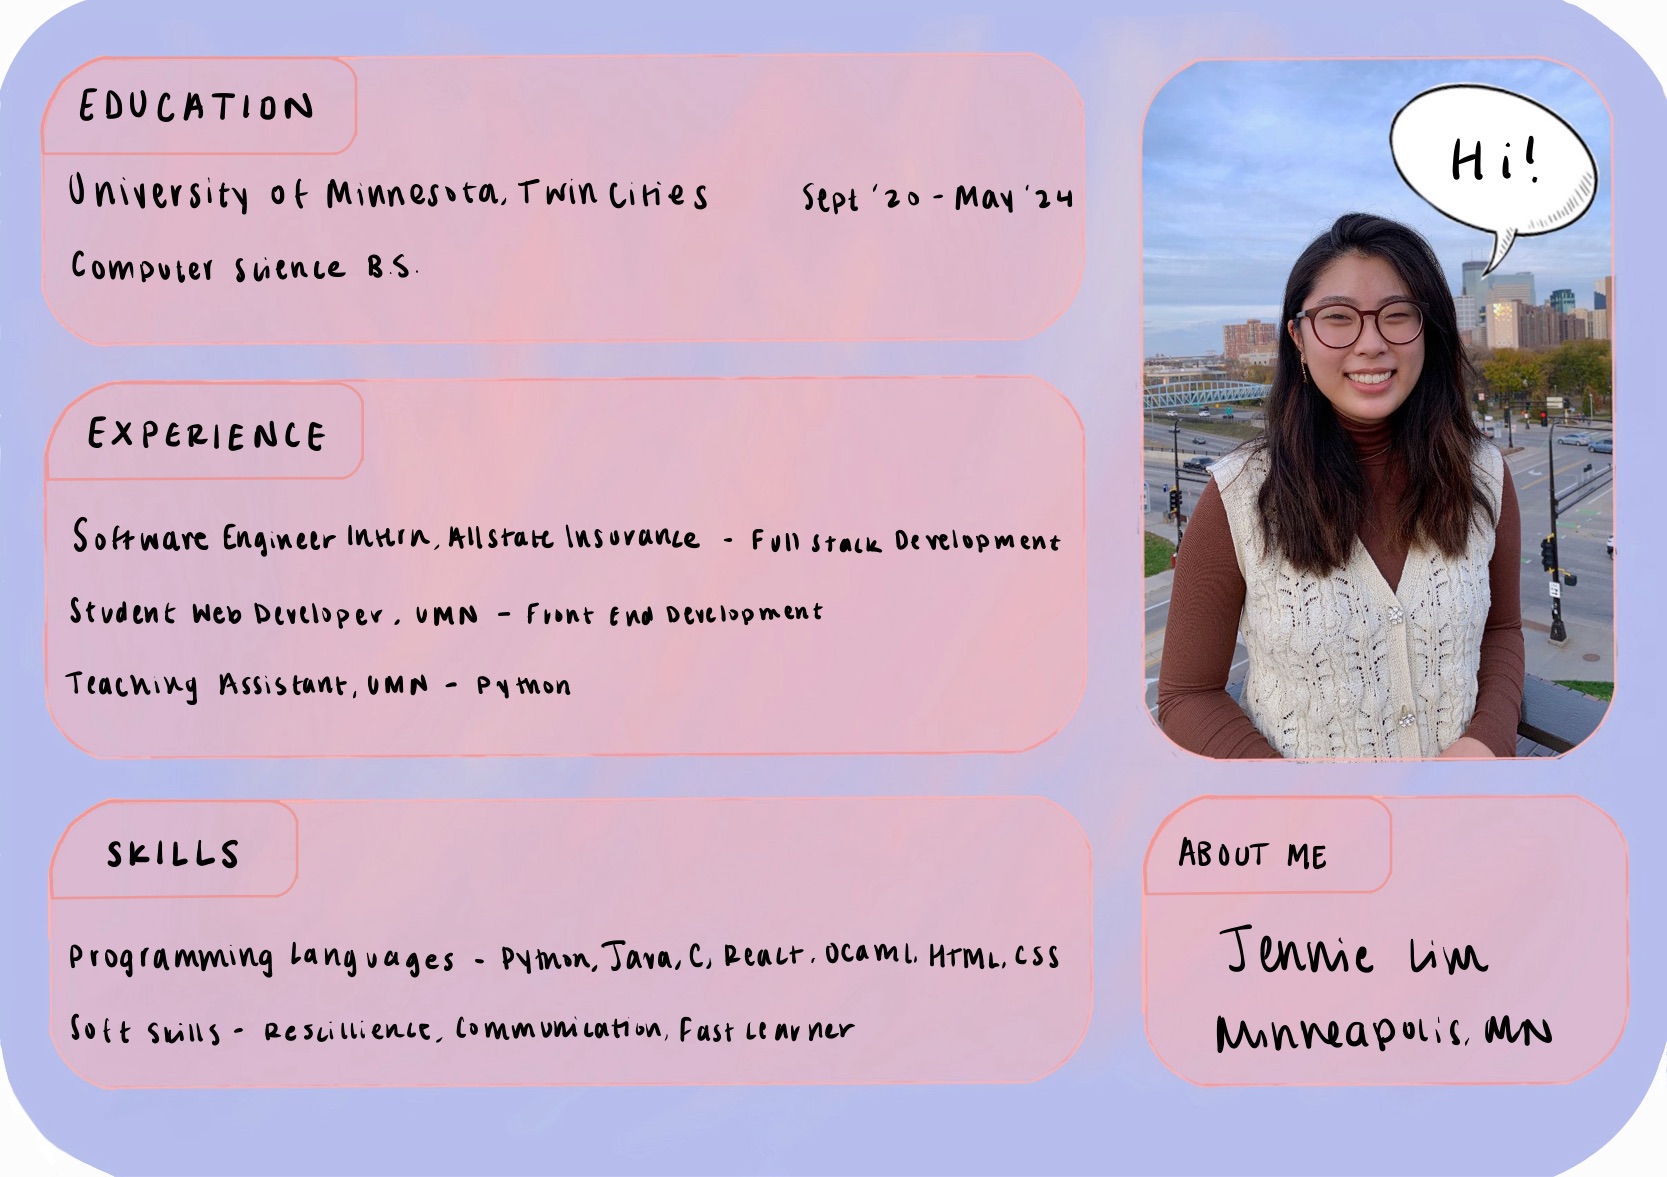 EDUCATION
University of Minnesota, Twin Cities Sept '20 - May '24
Computer Science B.S.
EXPERIENCE
Software Engineer Intern, Allstate Insurance - Full Stack Development
Student Web Developer, UMN - Front End Development
Teaching Assistant, UMN - Python
SKILLS
Programming Languages - Python, Java, C, React, OCaml, HTML, CSS
Soft Skills - Rescillience, Communication, Fast Learner
Hi!
ABOUT ME
Jennie Lim
Minneapolis, MN